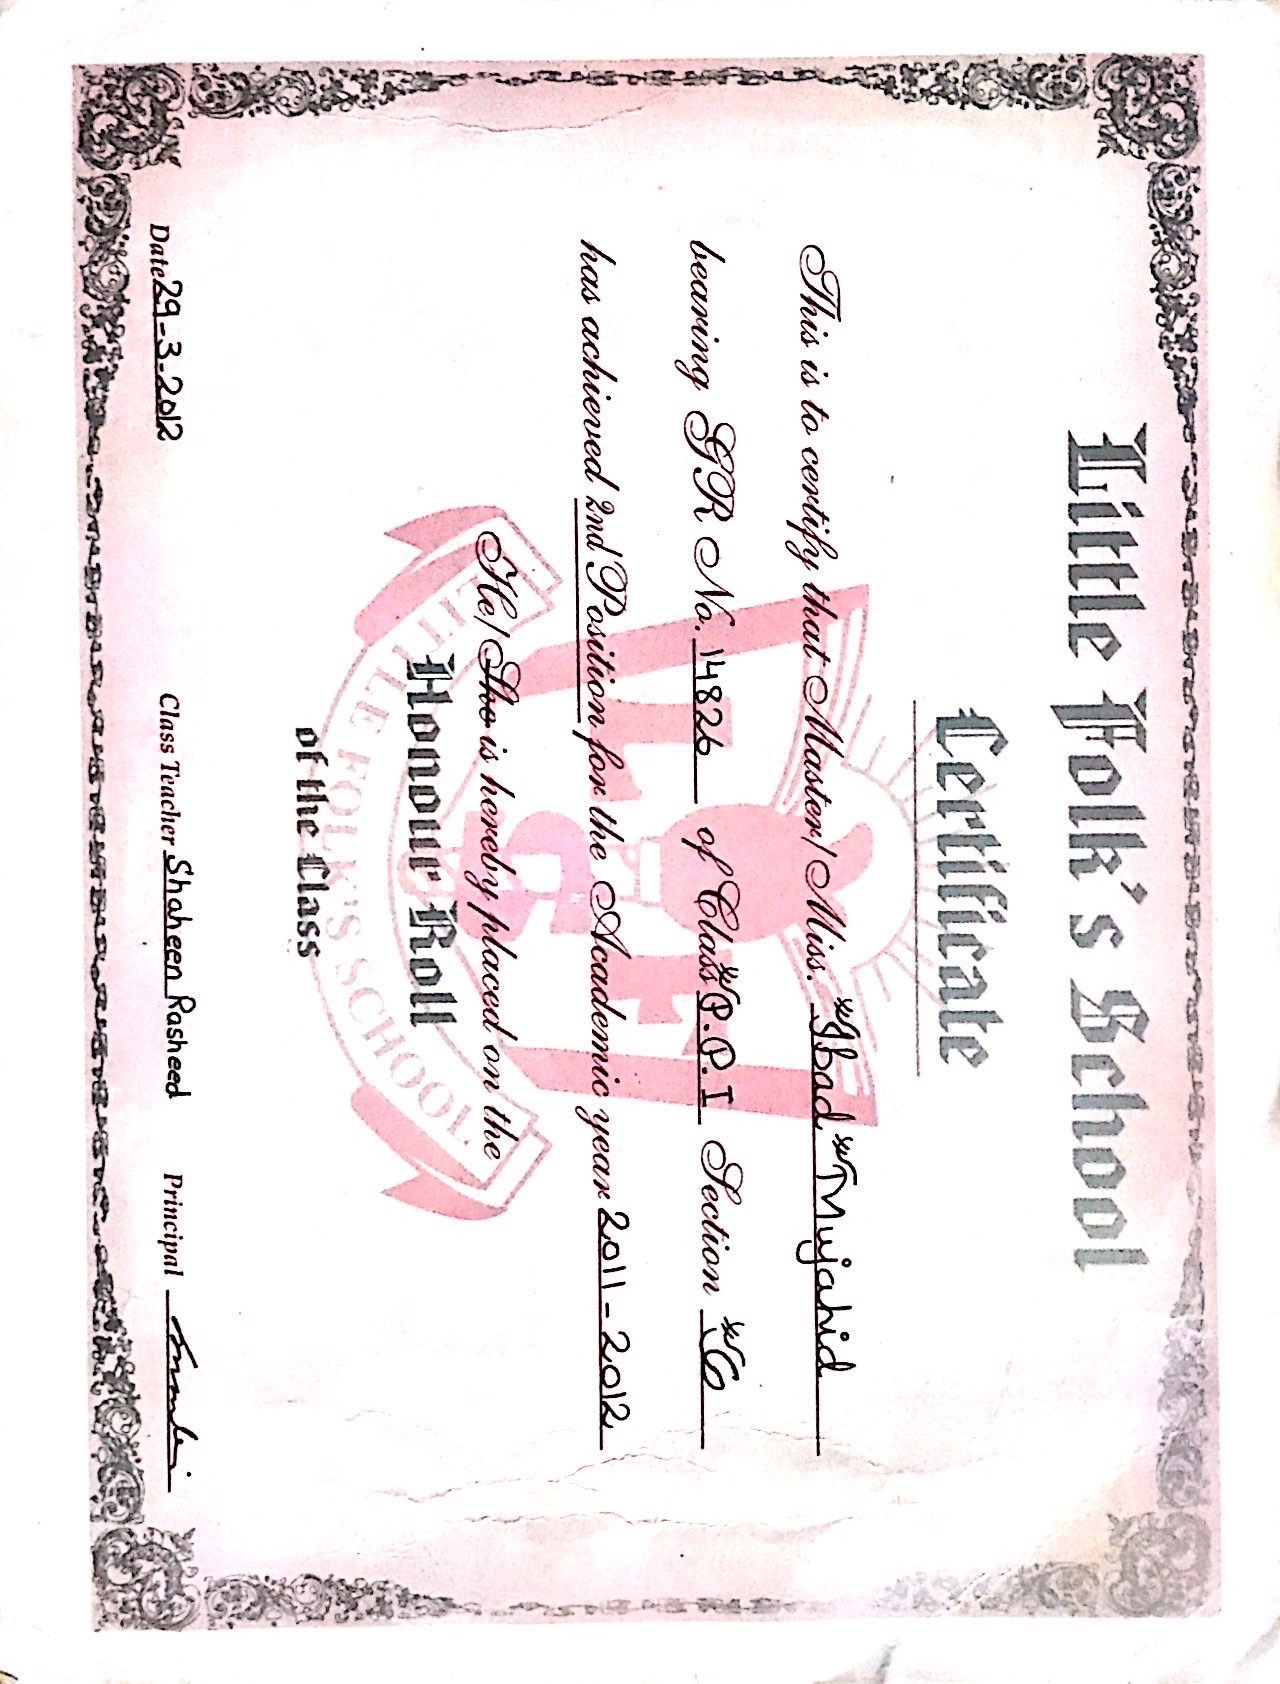 Little Folk's School
Certificate
This is to certify that Master/ Miss. Ibad Mujahid
bearing GR No. 14826 of Class P.P.I Section G
has achieved 2nd Position for the Academic year 2011-2012
He/ She is hereby placed on the
Honour Roll
of the Class
L F
S
LITTLE FOLK'S SCHOOL
Date 29-3-2012 Class Teacher Shaheen Rasheed Principal